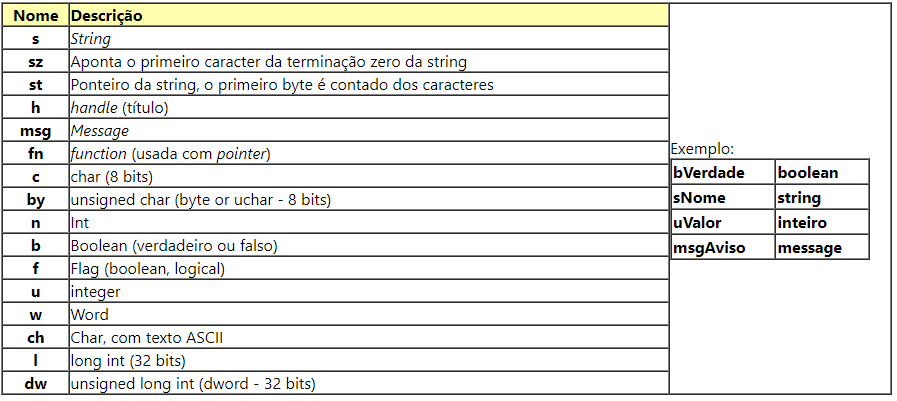 Nome Descrição
s String
sz Aponta o primeiro caracter da terminação zero da string
st Ponteiro da string, o primeiro byte é contado dos caracteres
h handle (título)
msg Message
fn function (usada com pointer)
c char (8 bits)
by unsigned char (byte or uchar - 8 bits)
n Int
b Boolean (verdadeiro ou falso)
f Flag (boolean, logical)
u integer
w Word
ch Char, com texto ASCII
l long int (32 bits)
dw unsigned long int (dword - 32 bits)
Exemplo:
bVerdade boolean
sNome string
uValor inteiro
msgAviso message